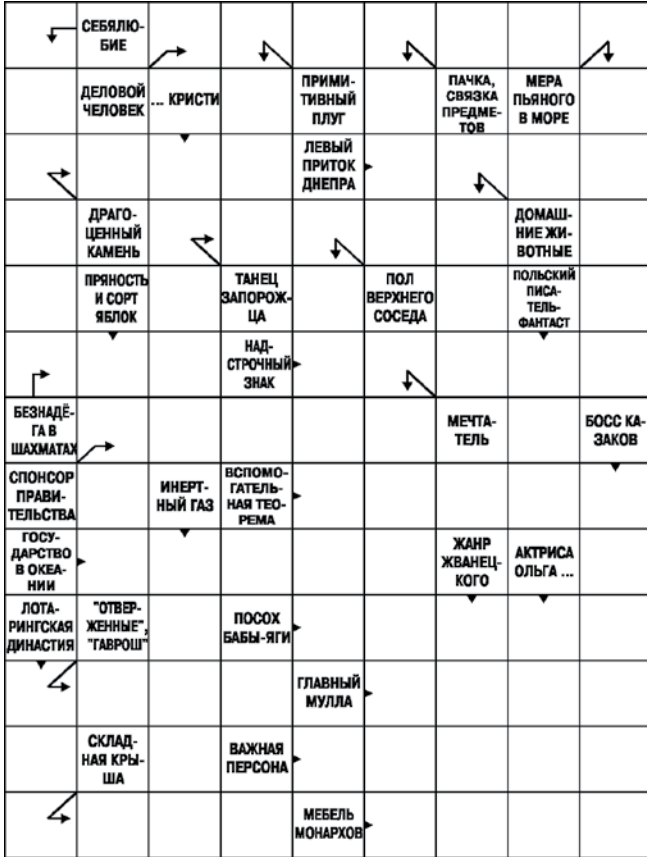 СЕБЯЛЮ-
БИЕ
ДЕЛОВОЙ
ЧЕЛОВЕК
... КРИСТИ
ПРИМИ-
ТИВНЫЙ
ПЛУГ
ПАЧКА,
СВЯЗКА
ПРЕДМЕ-
ТОВ
МЕРА
ПЬЯНОГО
В МОРЕ
ЛЕВЫЙ
ПРИТОК
ДНЕПРА
ДРАГО-
ЦЕННЫЙ
КАМЕНЬ
ДОМАШ-
НИЕ ЖИ-
ВОТНЫЕ
ПРЯНОСТЬ
И СОРТ
ЯБЛОК
ТАНЕЦ
ЗАПОРОЖ-
ЦА
ПОЛ
ВЕРХНЕГО
СОСЕДА
ПОЛЬСКИЙ
ПИСА-
ТЕЛЬ-
ФАНТАСТ
НАД-
СТРОЧНЫЙ
ЗНАК
БЕЗНАДЁ-
ГА В
ШАХМАТАХ
МЕЧТА-
ТЕЛЬ
БОСС КА-
ЗАКОВ
СПОНСОР
ПРАВИ-
ТЕЛЬСТВА
ИНЕРТ-
НЫЙ ГАЗ
ВСПОМО-
ГАТЕЛЬ-
НАЯ ТЕО-
РЕМА
ГОСУ-
ДАРСТВО
В ОКЕА-
НИИ
ЖАНР
ЖВАНЕЦ-
КОГО
АКТРИСА
ОЛЬГА ...
ЛОТА-
РИНГСКАЯ
ДИНАСТИЯ
"ОТВЕР-
ЖЕННЫЕ",
"ГАВРОШ"
ПОСОХ
БАБЫ-ЯГИ
ГЛАВНЫЙ
МУЛЛА
СКЛАД-
НАЯ КРЫ-
ША
ВАЖНАЯ
ПЕРСОНА
МЕБЕЛЬ
МОНАРХОВ